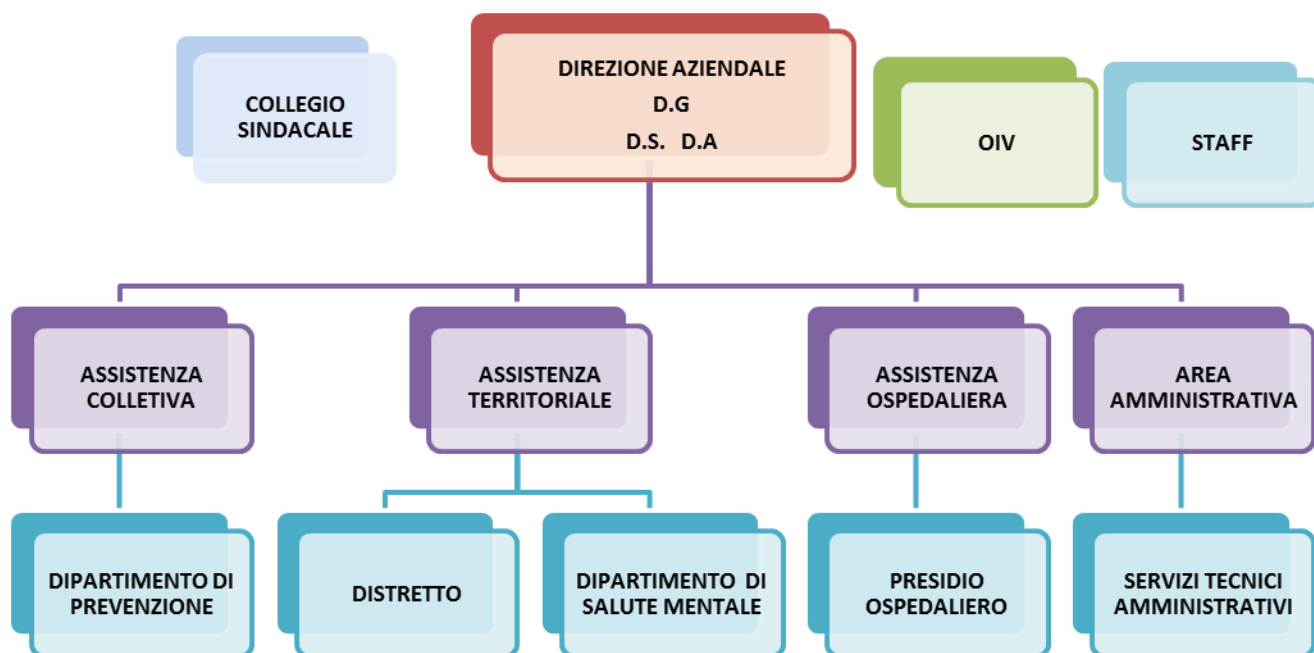 COLLEGIO
SINDACALE
DIREZIONE AZIENDALE
D.G
D.S. D.A
OIV
STAFF
ASSISTENZA
COLLETIVA
ASSISTENZA
TERRITORIALE
ASSISTENZA
OSPEDALIERA
AREA
AMMINISTRATIVA
DIPARTIMENTO DI
PREVENZIONE
DISTRETTO
DIPARTIMENTO DI
SALUTE MENTALE
PRESIDIO
OSPEDALIERO
SERVIZI TECNICI
AMMINISTRATIVI